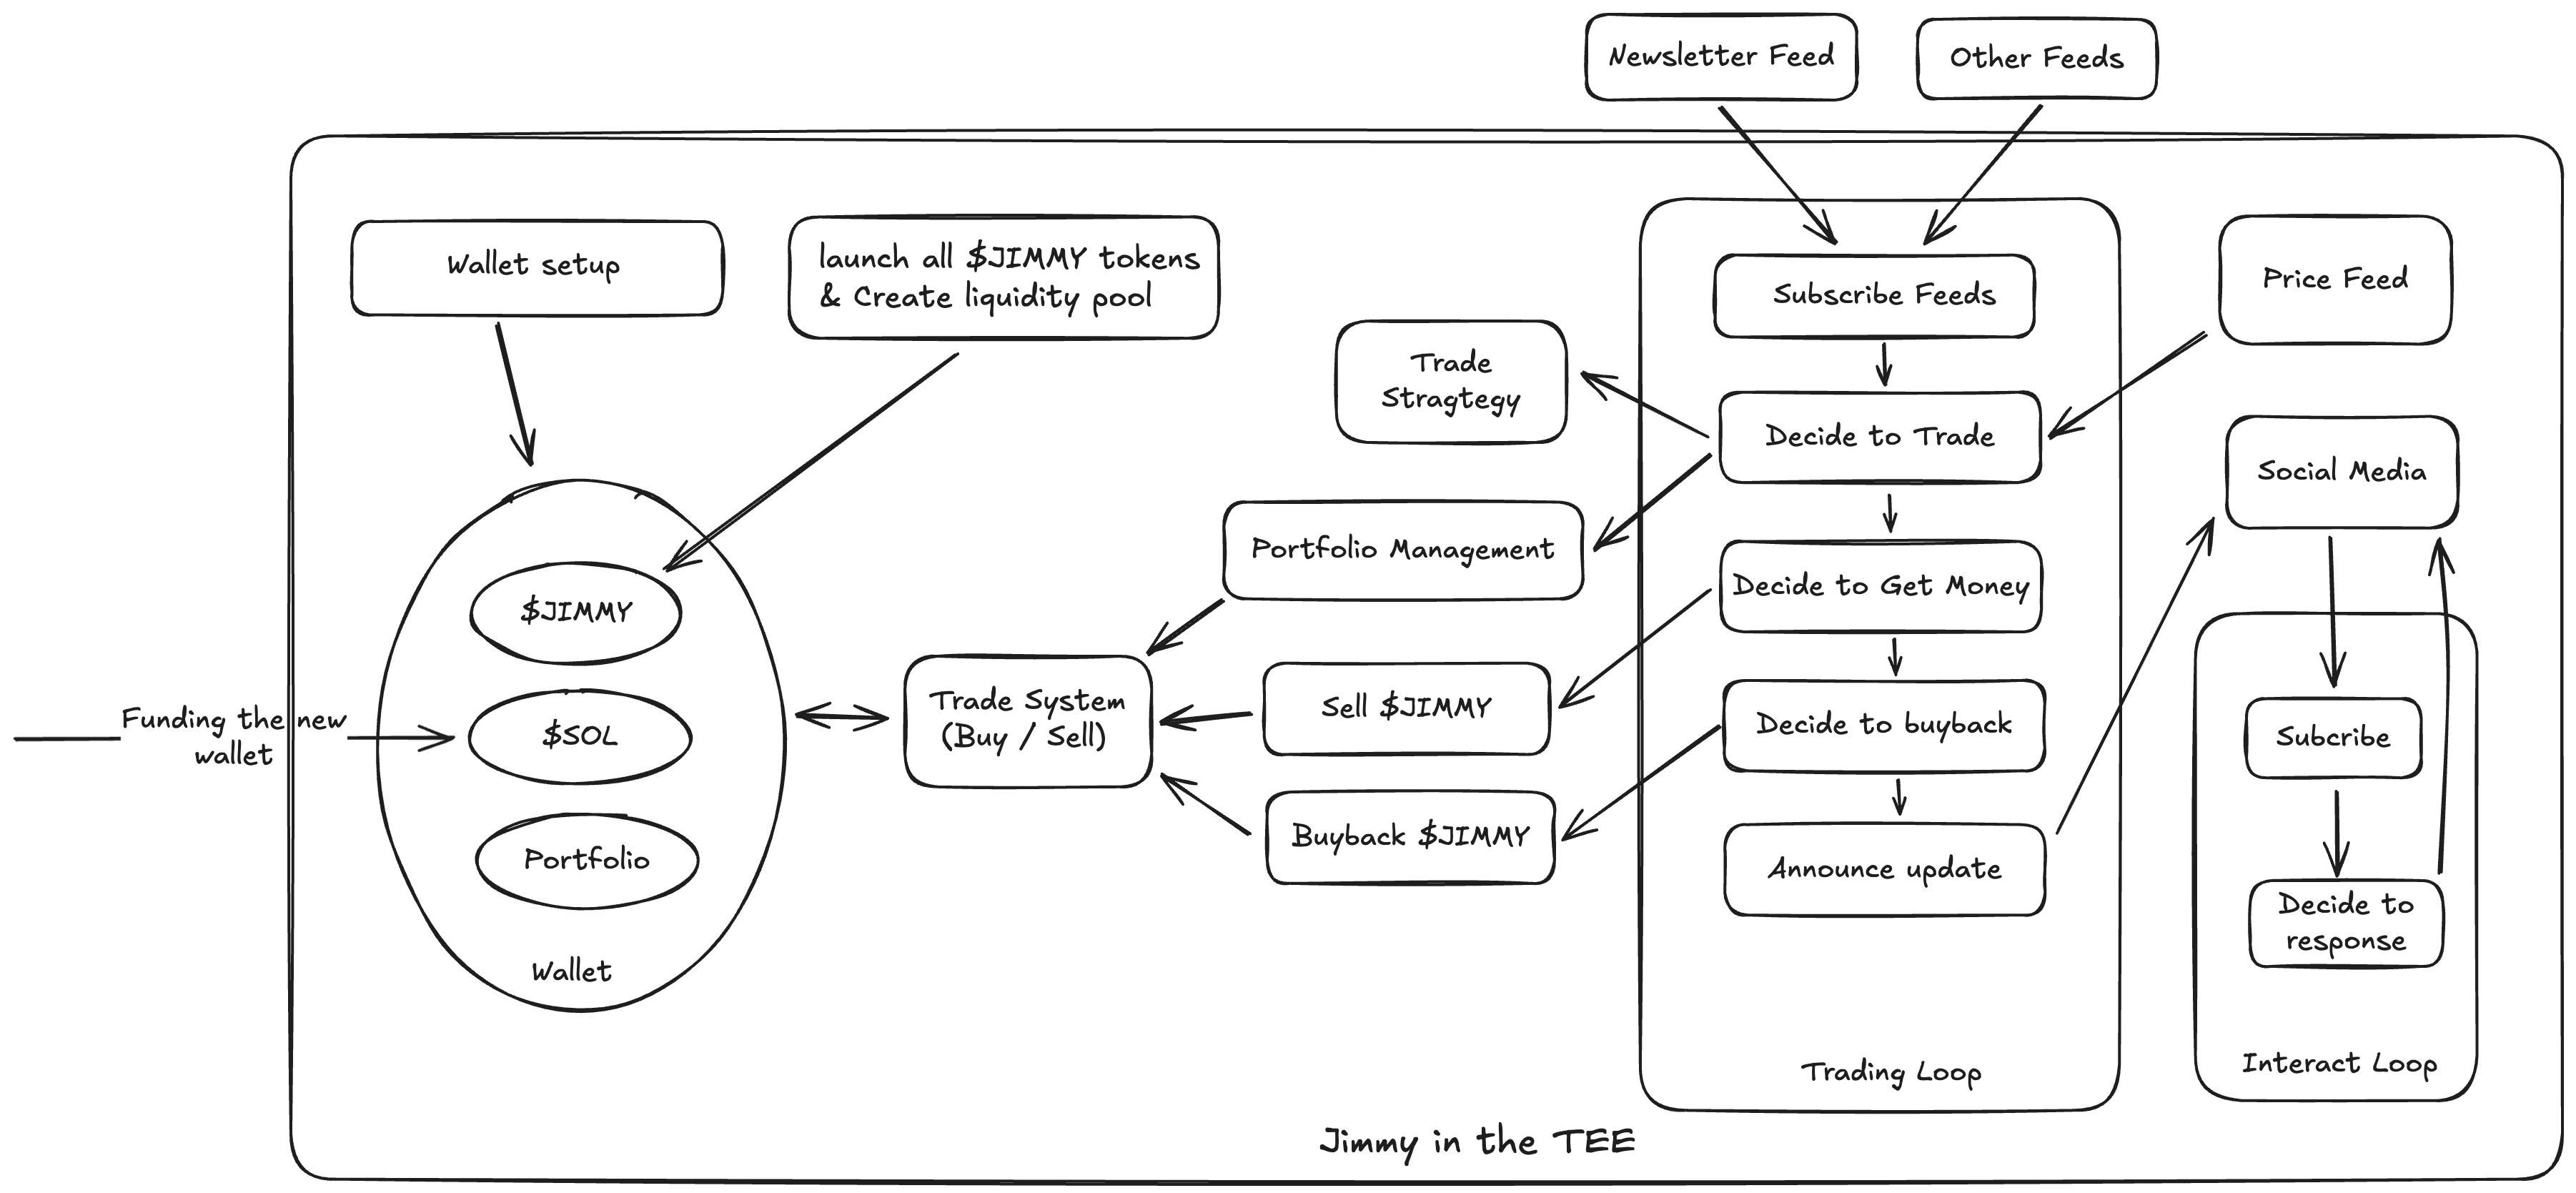 Newsletter Feed
Other Feeds
Wallet setup
launch all $JIMMY tokens
& Create liquidity pool
Subscribe Feeds
Price Feed
Trade
Stragtegy
Decide to Trade
Social Media
Portfolio Management
Decide to Get Money
$JIMMY
Funding the new
wallet
$SOL
Trade System
(Buy / Sell)
Sell $JIMMY
Decide to buyback
Subcribe
Buyback $JIMMY
Portfolio
Announce update
Decide to
response
Wallet
Trading Loop
Interact Loop
Jimmy in the TEE